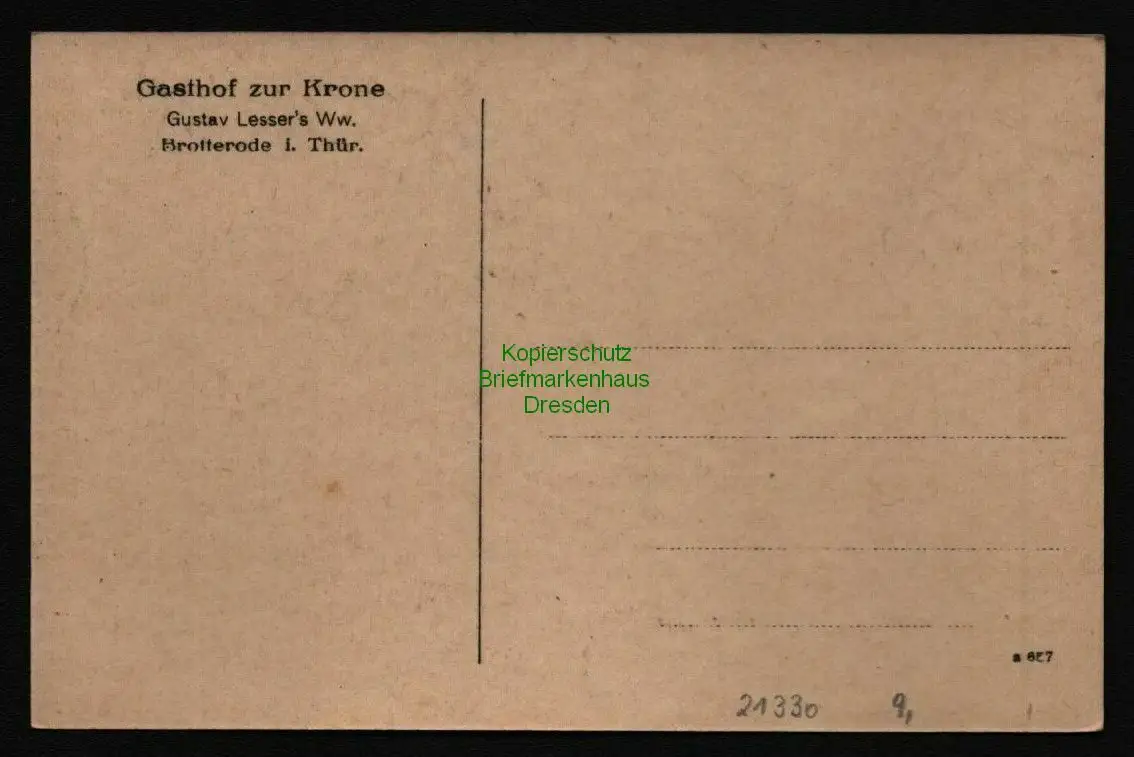 Gasthof zur Krone
Gustav Lesser's Ww.
Brotterode i. Thür.
Kopierschutz
Briefmarkenhaus
Dresden
a 657
21330 9,